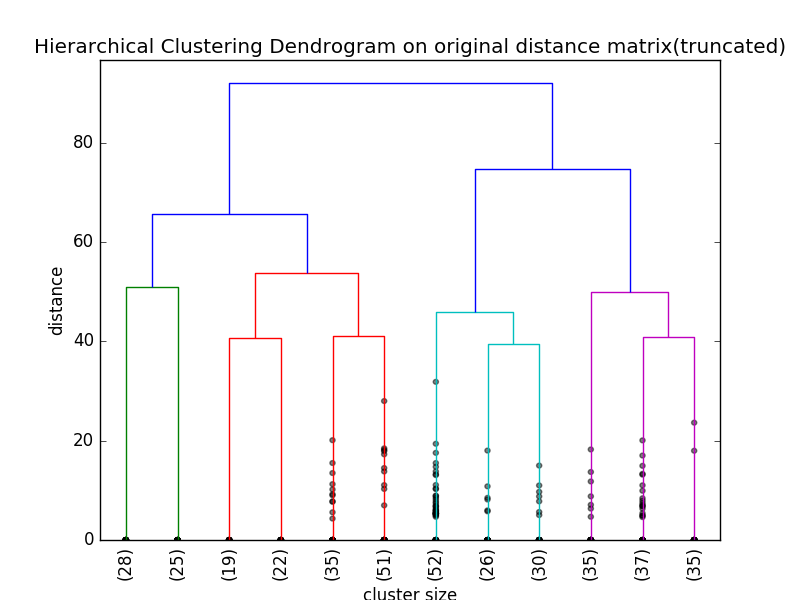 Hierarchical Clustering Dendrogram on original distance matrix(truncated)
80
60
40
20
0
distance
(28) (25) (19) (22) (35) (51) (52) (26) (30) (35) (37) (35)
cluster size